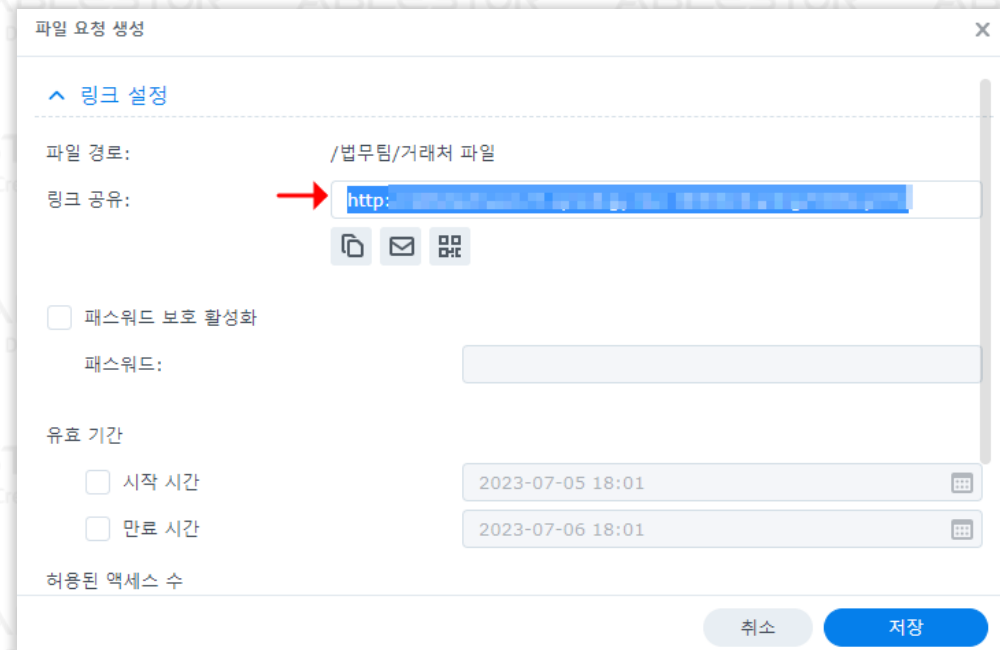 파일 요청 생성
링크 설정
파일 경로: /법무팀/거래처 파일
링크 공유: http:
패스워드 보호 활성화
패스워드:
유효 기간
시작 시간 2023-07-05 18:01
만료 시간 2023-07-06 18:01
허용된 액세스 수
취소 저장